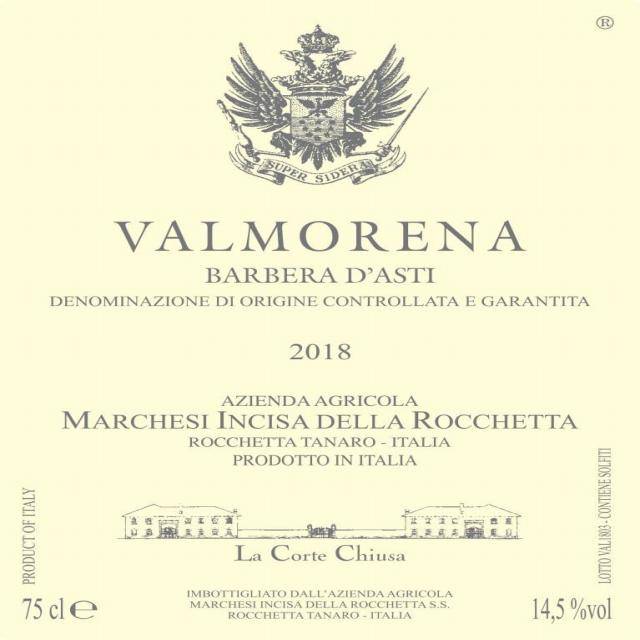 ®
SUPER SIDERA
VALMORENA
BARBERA D'ASTI
DENOMINAZIONE DI ORIGINE CONTROLLATA E GARANTITA
2018
AZIENDA AGRICOLA
MARCHESI INCISA DELLA ROCCHETTA
ROCCHETTA TANARO - ITALIA
PRODOTTO IN ITALIA
PRODUCT OF ITALY
LOTTO VAL1803 - CONTIENE SOLFITI
La Corte Chiusa
75 cl e
IMBOTTIGLIATO DALL'AZIENDA AGRICOLA
MARCHESI INCISA DELLA ROCCHETTA S.S.
ROCCHETTA TANARO - ITALIA
14,5 %vol